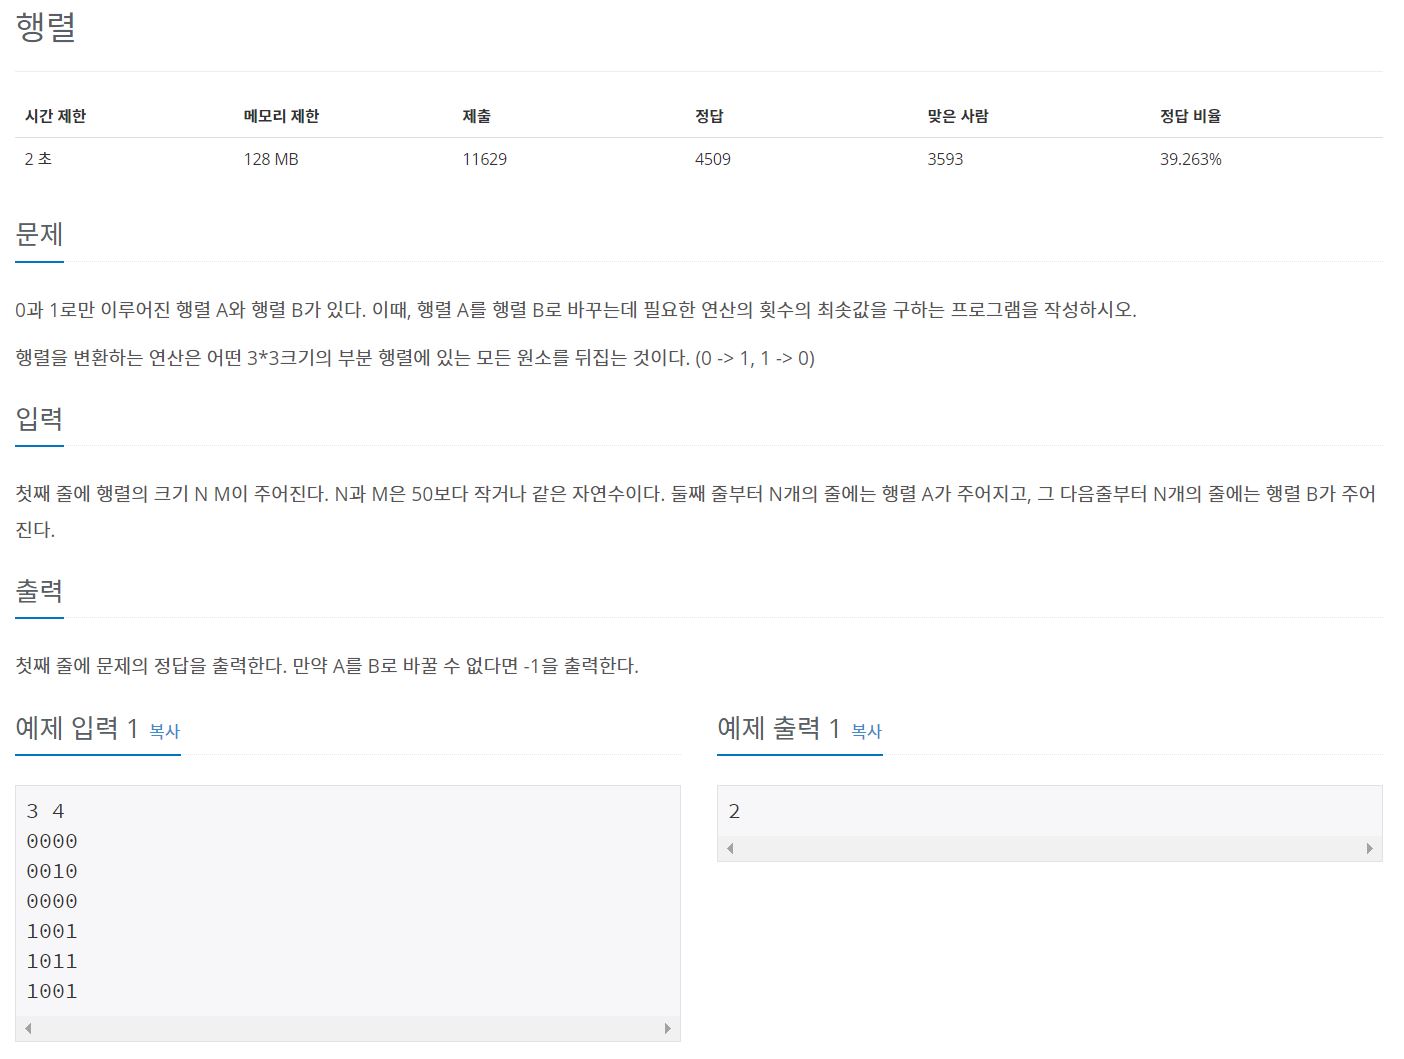 행렬
시간 제한 메모리 제한 제출 정답 맞은 사람 정답 비율
2 초 128 MB 11629 4509 3593 39.263%
문제
0과 1로만 이루어진 행렬 A와 행렬 B가 있다. 이때, 행렬 A를 행렬 B로 바꾸는데 필요한 연산의 횟수의 최솟값을 구하는 프로그램을 작성하시오.
행렬을 변환하는 연산은 어떤 3*3크기의 부분 행렬에 있는 모든 원소를 뒤집는 것이다. (0 -> 1, 1 -> 0)
입력
첫째 줄에 행렬의 크기 N M이 주어진다. N과 M은 50보다 작거나 같은 자연수이다. 둘째 줄부터 N개의 줄에는 행렬 A가 주어지고, 그 다음줄부터 N개의 줄에는 행렬 B가 주어
진다.
출력
첫째 줄에 문제의 정답을 출력한다. 만약 A를 B로 바꿀 수 없다면 -1을 출력한다.
예제 입력 1 복사
3 4
0000
0010
0000
1001
1011
1001
예제 출력 1 복사
2